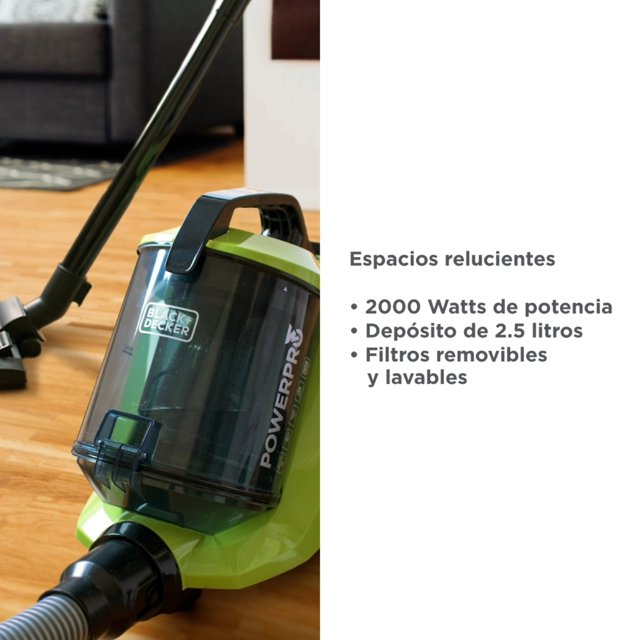 BLACK+
DECKER
POWERPRO
Espacios relucientes
• 2000 Watts de potencia
• Depósito de 2.5 litros
• Filtros removibles
y lavables